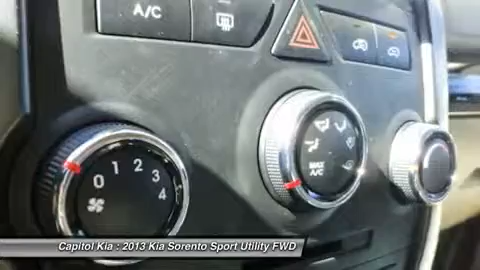 A/C
0 1 2 3 4
MAX
A/C
Capitol Kia : 2013 Kia Sorento Sport Utility FWD